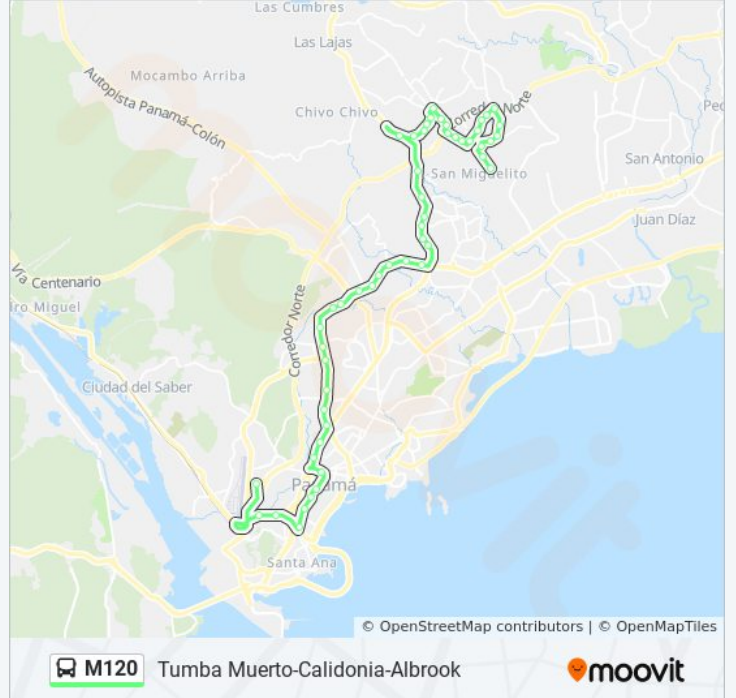 Las Cumbres
Las Lajas
Mocambo Arriba
Autopista Panamá-Colón
Chivo Chivo
Corredor Norte
San Antonio
San Miguelito
Juan Díaz
Vía Centenario
dro Miguel
Corredor Norte
Ciudad del Saber
Panamá
Santa Ana
© OpenStreetMap contributors | © OpenMapTiles
M120 Tumba Muerto-Calidonia-Albrook
moovit